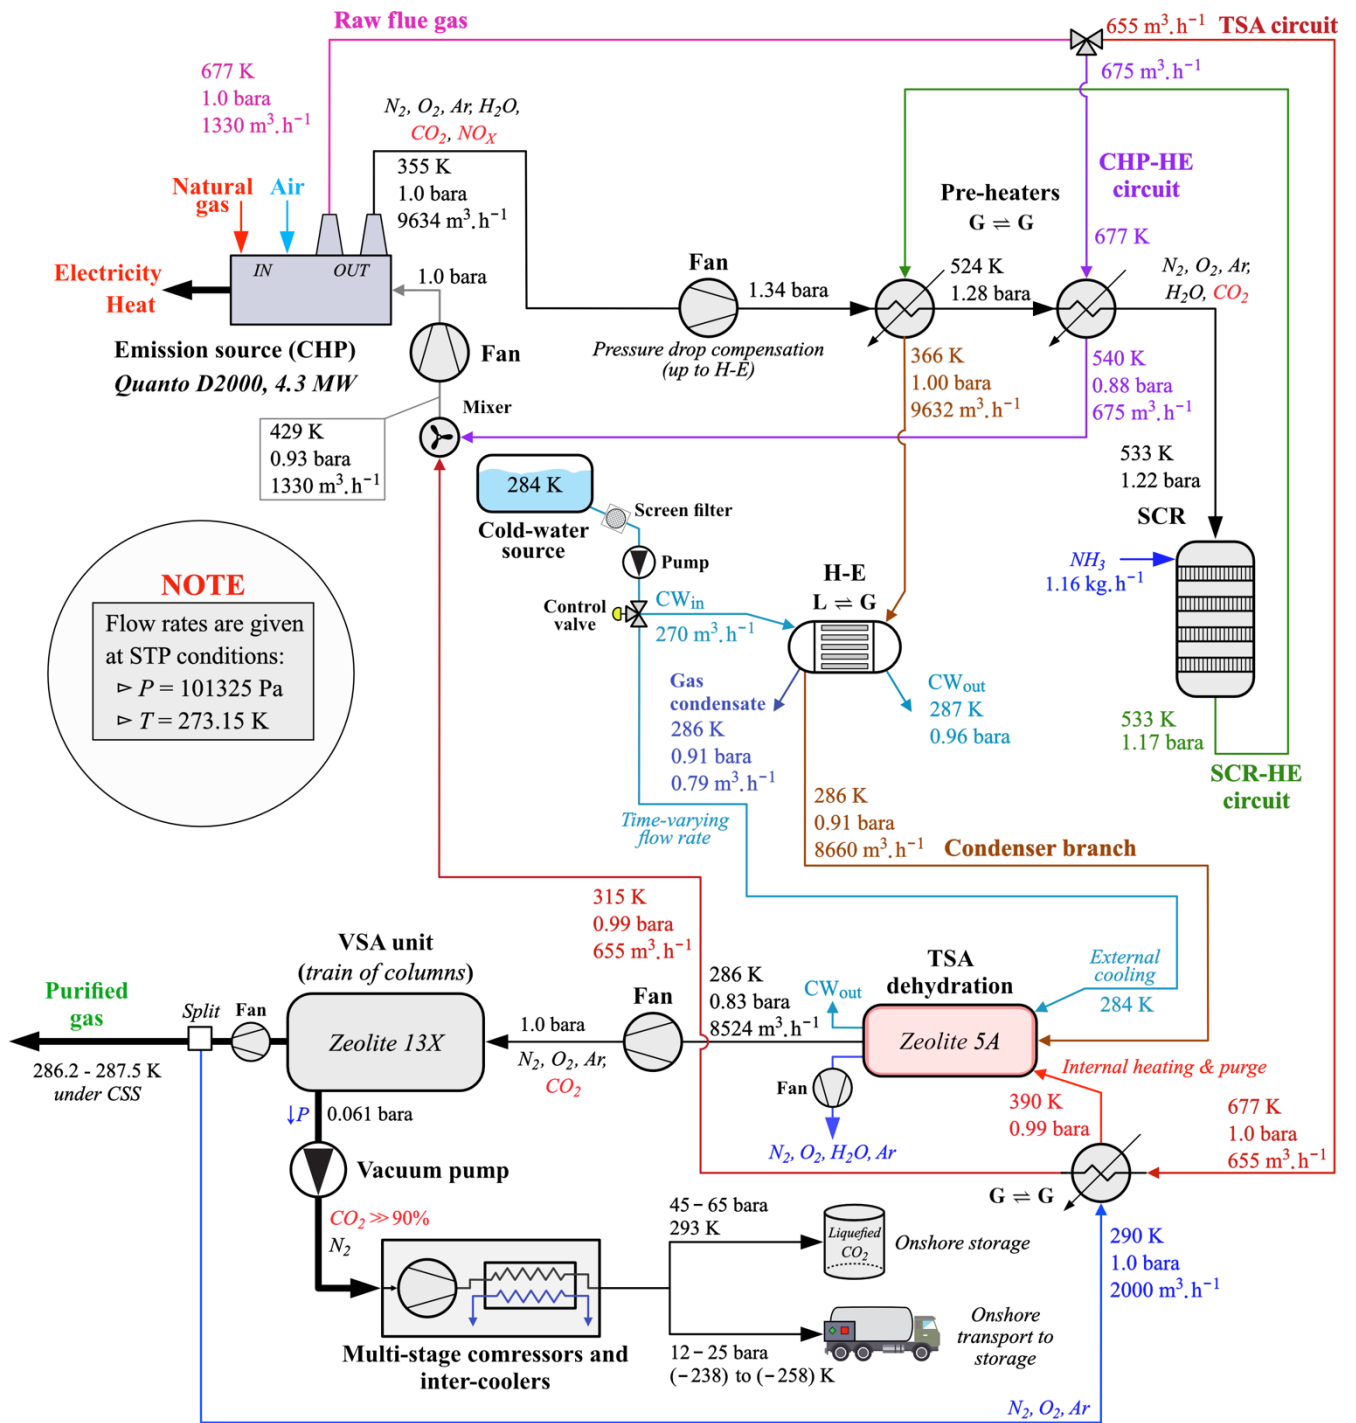 Raw flue gas
655 m³.h⁻¹ TSA circuit
677 K
1.0 bara
1330 m³.h⁻¹
675 m³.h⁻¹
N₂, O₂, Ar, H₂O,
CO₂, NOX
355 K
1.0 bara
9634 m³.h⁻¹
CHP-HE
circuit
Natural
gas
Air
Pre-heaters
G ⇌ G
677 K
IN
OUT
Electricity
Heat
1.0 bara
Fan
1.34 bara
524 K
1.28 bara
N₂, O₂, Ar,
H₂O, CO₂
Emission source (CHP)
Quanto D2000, 4.3 MW
Fan
Pressure drop compensation
(up to H-E)
366 K
1.00 bara
9632 m³.h⁻¹
540 K
0.88 bara
675 m³.h⁻¹
Mixer
429 K
0.93 bara
1330 m³.h⁻¹
533 K
1.22 bara
284 K
Cold-water
source
Screen filter
Pump
SCR
NH₃
1.16 kg.h⁻¹
H-E
L ⇌ G
Control
valve
CWin
270 m³.h⁻¹
NOTE
Flow rates are given
at STP conditions:
▻ P = 101325 Pa
▻ T = 273.15 K
Gas
condensate
286 K
0.91 bara
0.79 m³.h⁻¹
CWout
287 K
0.96 bara
533 K
1.17 bara
SCR-HE
circuit
Time-varying
flow rate
286 K
0.91 bara
8660 m³.h⁻¹
Condenser branch
315 K
0.99 bara
655 m³.h⁻¹
VSA unit
(train of columns)
Zeolite 13X
Purified
gas
Split
Fan
286.2 - 287.5 K
under CSS
1.0 bara
N₂, O₂, Ar,
CO₂
Fan
286 K
0.83 bara
8524 m³.h⁻¹
CWout
TSA
dehydration
Zeolite 5A
External
cooling
284 K
Internal heating & purge
Fan
N₂, O₂, H₂O, Ar
390 K
0.99 bara
677 K
1.0 bara
655 m³.h⁻¹
↓P
0.061 bara
Vacuum pump
CO₂ ≫ 90%
N₂
G ⇌ G
290 K
1.0 bara
2000 m³.h⁻¹
45 – 65 bara
293 K
Liquefied
CO₂
Onshore storage
Onshore
transport to
storage
12 – 25 bara
(−238) to (−258) K
Multi-stage comressors and
inter-coolers
N₂, O₂, Ar